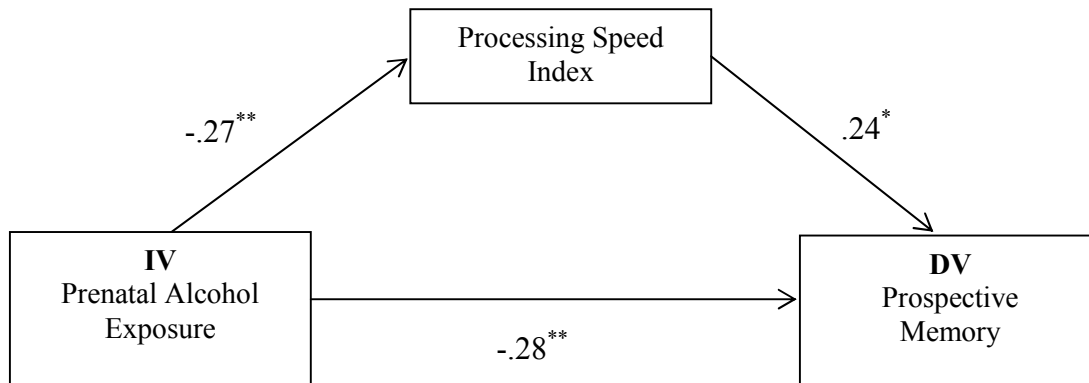 Processing Speed
Index
-.27**
.24*
IV
Prenatal Alcohol
Exposure
DV
Prospective
Memory
-.28**